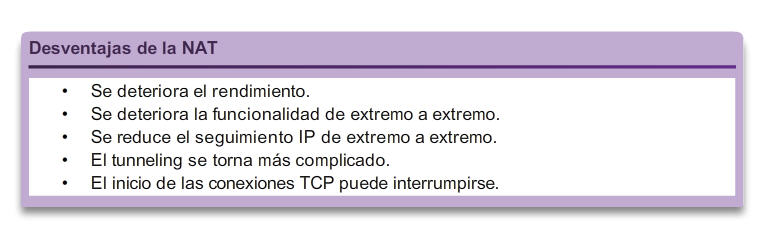 Desventajas de la NAT
• Se deteriora el rendimiento.
• Se deteriora la funcionalidad de extremo a extremo.
• Se reduce el seguimiento IP de extremo a extremo.
• El tunneling se torna más complicado.
• El inicio de las conexiones TCP puede interrumpirse.